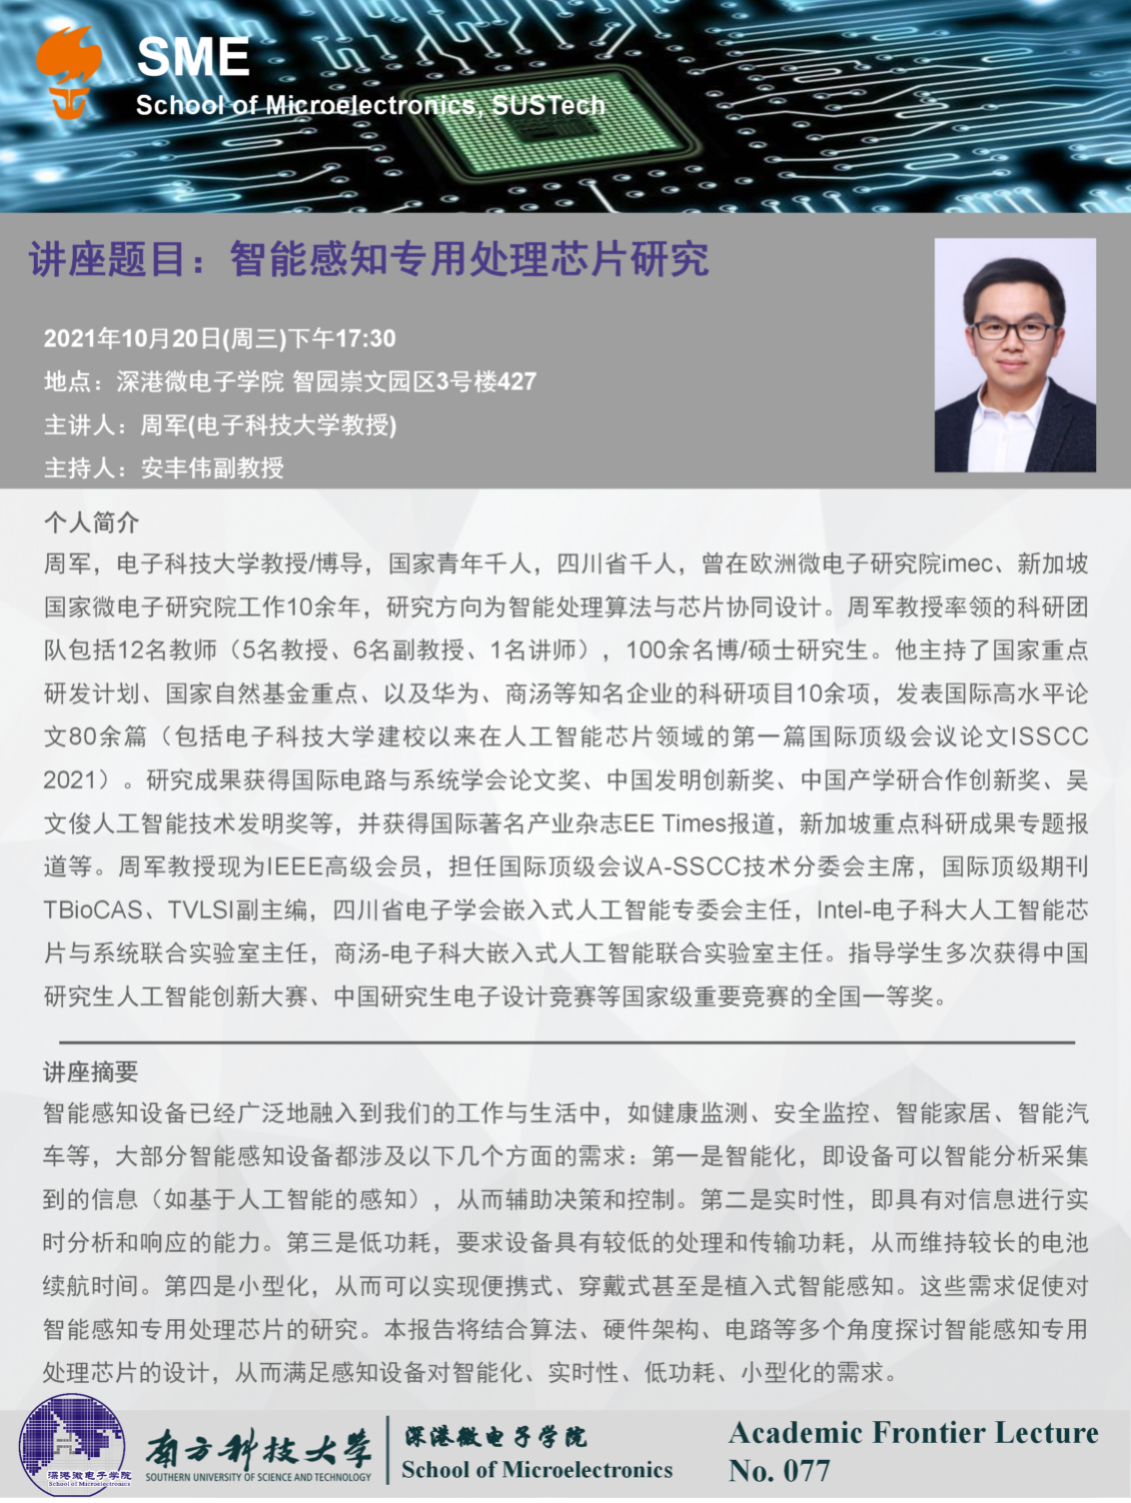 SME
School of Microelectronics, SUSTech
讲座题目：智能感知专用处理芯片研究
2021年10月20日(周三)下午17:30
地点：深港微电子学院 智园崇文园区3号楼427
主讲人：周军(电子科技大学教授)
主持人：安丰伟副教授
个人简介
周军，电子科技大学教授/博导，国家青年千人，四川省千人，曾在欧洲微电子研究院imec、新加坡
国家微电子研究院工作10余年，研究方向为智能处理算法与芯片协同设计。周军教授率领的科研团
队包括12名教师（5名教授、6名副教授、1名讲师），100余名博/硕士研究生。他主持了国家重点
研发计划、国家自然基金重点、以及华为、商汤等知名企业的科研项目10余项，发表国际高水平论
文80余篇（包括电子科技大学建校以来在人工智能芯片领域的第一篇国际顶级会议论文ISSCC
2021）。研究成果获得国际电路与系统学会论文奖、中国发明创新奖、中国产学研合作创新奖、吴
文俊人工智能技术发明奖等，并获得国际著名产业杂志EE Times报道，新加坡重点科研成果专题报
道等。周军教授现为IEEE高级会员，担任国际顶级会议A-SSCC技术分委会主席，国际顶级期刊
TBioCAS、TVLSI副主编，四川省电子学会嵌入式人工智能专委会主任，Intel-电子科大人工智能芯
片与系统联合实验室主任，商汤-电子科大嵌入式人工智能联合实验室主任。指导学生多次获得中国
研究生人工智能创新大赛、中国研究生电子设计竞赛等国家级重要竞赛的全国一等奖。
讲座摘要
智能感知设备已经广泛地融入到我们的工作与生活中，如健康监测、安全监控、智能家居、智能汽
车等，大部分智能感知设备都涉及以下几个方面的需求：第一是智能化，即设备可以智能分析采集
到的信息（如基于人工智能的感知），从而辅助决策和控制。第二是实时性，即具有对信息进行实
时分析和响应的能力。第三是低功耗，要求设备具有较低的处理和传输功耗，从而维持较长的电池
续航时间。第四是小型化，从而可以实现便携式、穿戴式甚至是植入式智能感知。这些需求促使对
智能感知专用处理芯片的研究。本报告将结合算法、硬件架构、电路等多个角度探讨智能感知专用
处理芯片的设计，从而满足感知设备对智能化、实时性、低功耗、小型化的需求。
深港微电子学院
School of Microelectronics
南方科技大学
SOUTHERN UNIVERSITY OF SCIENCE AND TECHNOLOGY
深港微电子学院
School of Microelectronics
Academic Frontier Lecture
No. 077